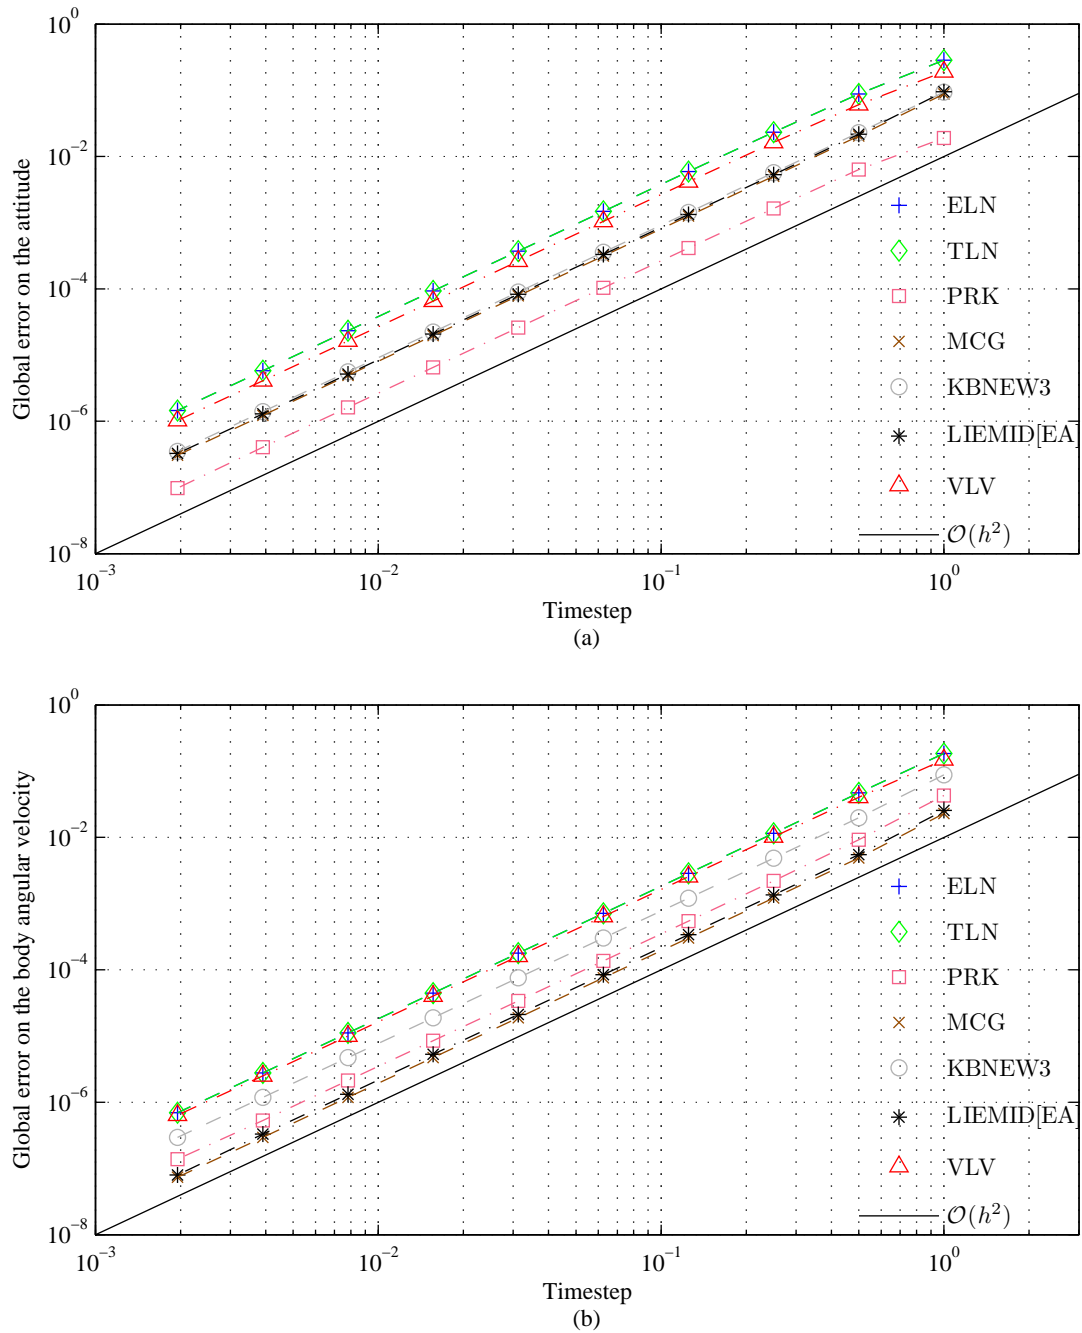 10^0
10^-2
10^-4
10^-6
10^-8
Global error on the attitude
ELN
TLN
PRK
MCG
KBNEW3
LIEMID[EA]
VLV
𝒪(h^2)
10^-3
10^-2
10^-1
10^0
Timestep
(a)
10^0
10^-2
10^-4
10^-6
10^-8
Global error on the body angular velocity
ELN
TLN
PRK
MCG
KBNEW3
LIEMID[EA]
VLV
𝒪(h^2)
10^-3
10^-2
10^-1
10^0
Timestep
(b)